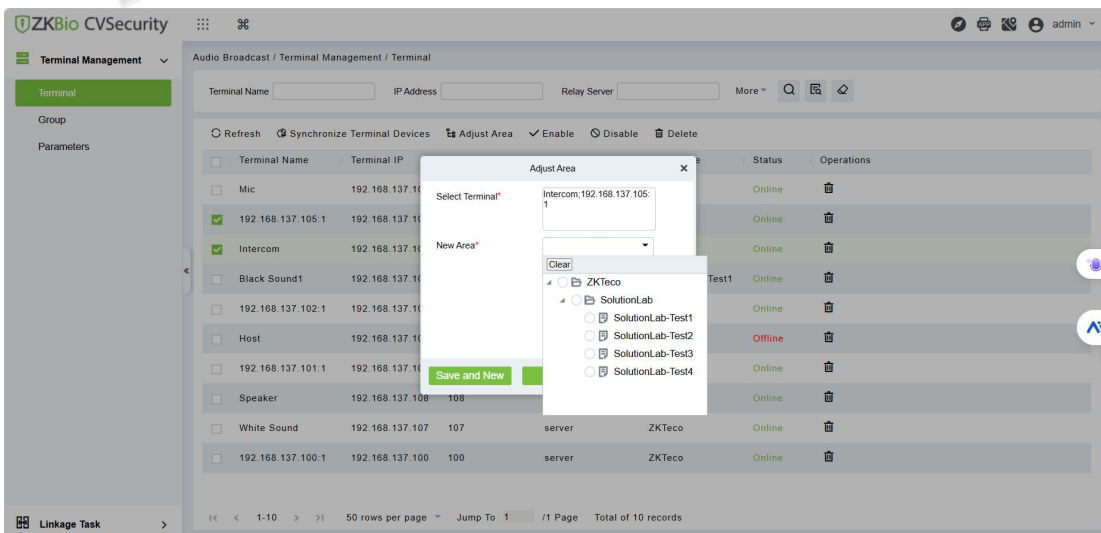 ZKBio CVSecurity
admin
Terminal Management
Terminal
Group
Parameters
Linkage Task
Audio Broadcast / Terminal Management / Terminal
Terminal Name IP Address Relay Server More
Refresh Synchronize Terminal Devices Adjust Area Enable Disable Delete
Terminal Name Terminal IP Status Operations
Mic 192.168.137.10 Online
192.168.137.105:1 192.168.137.10 Online
Intercom 192.168.137.10 Online
Black Sound1 192.168.137.10 Test1 Online
192.168.137.102:1 192.168.137.10 Online
Host 192.168.137.10 Offline
192.168.137.101:1 192.168.137.10 Online
Speaker 192.168.137.108 108 Online
White Sound 192.168.137.107 107 server ZKTeco Online
192.168.137.100:1 192.168.137.100 100 server ZKTeco Online
1-10 50 rows per page Jump To 1 /1 Page Total of 10 records
Adjust Area
Select Terminal*
Intercom;192.168.137.105:
1
New Area*
Clear
ZKTeco
SolutionLab
SolutionLab-Test1
SolutionLab-Test2
SolutionLab-Test3
SolutionLab-Test4
Save and New